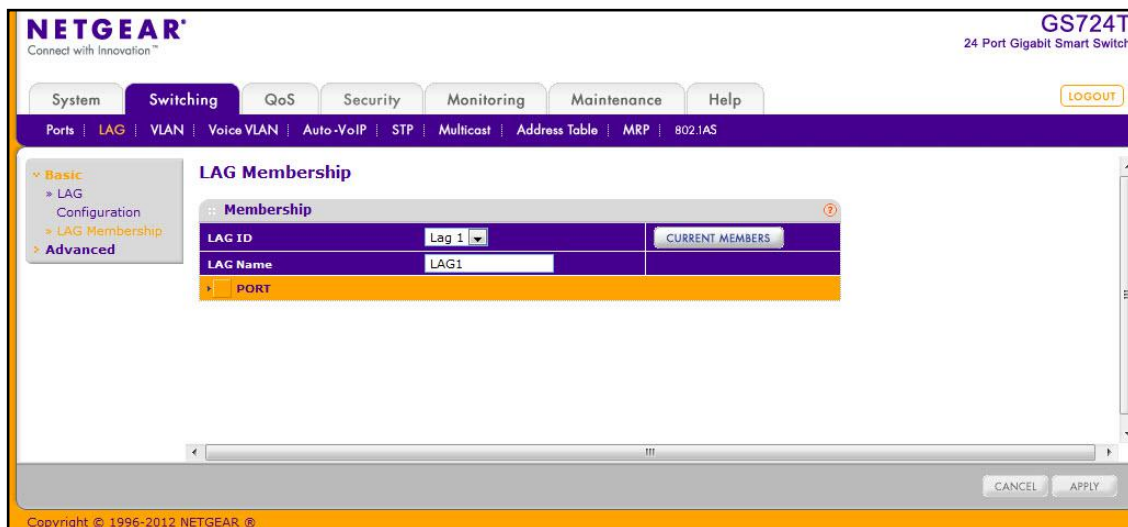 NETGEAR®
Connect with Innovation™
GS724T
24 Port Gigabit Smart Switch
System Switching QoS Security Monitoring Maintenance Help
LOGOUT
Ports | LAG | VLAN | Voice VLAN | Auto-VoIP | STP | Multicast | Address Table | MRP | 802.1AS
Basic
» LAG
Configuration
» LAG Membership
Advanced
LAG Membership
:: Membership ?
LAG ID Lag 1 CURRENT MEMBERS
LAG Name LAG1
PORT
CANCEL APPLY
Copyright © 1996-2012 NETGEAR ®